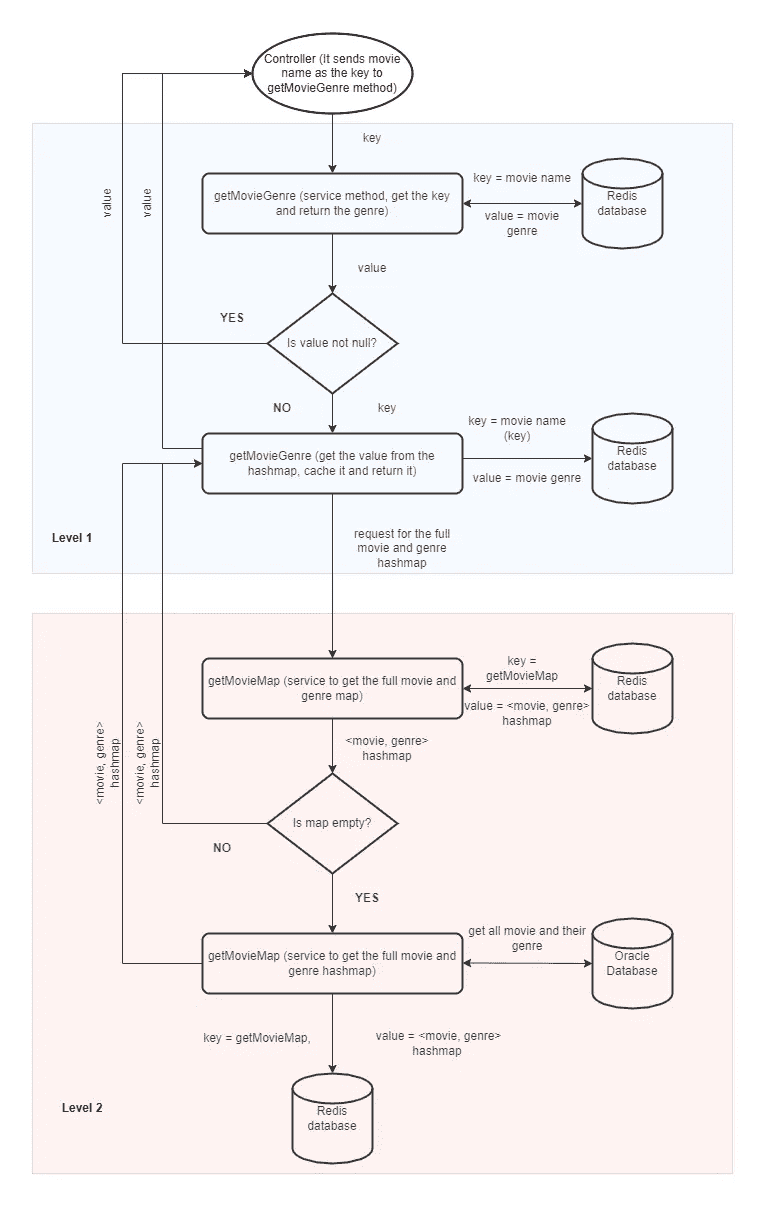 Controller (It sends movie
name as the key to
getMovieGenre method)
key
getMovieGenre (service method, get the key
and return the genre)
key = movie name
value = movie
genre
Redis
database
value
value
value
YES
Is value not null?
NO
key
getMovieGenre (get the value from the
hashmap, cache it and return it)
key = movie name
(key)
value = movie genre
Redis
database
Level 1
request for the full
movie and genre
hashmap
getMovieMap (service to get the full movie and
genre map)
key =
getMovieMap
value = <movie, genre>
hashmap
Redis
database
<movie, genre>
hashmap
<movie, genre>
hashmap
<movie, genre>
hashmap
Is map empty?
NO
YES
getMovieMap (service to get the full movie and
genre hashmap)
get all movie and their
genre
Oracle
Database
key = getMovieMap,
value = <movie, genre>
hashmap
Redis
database
Level 2